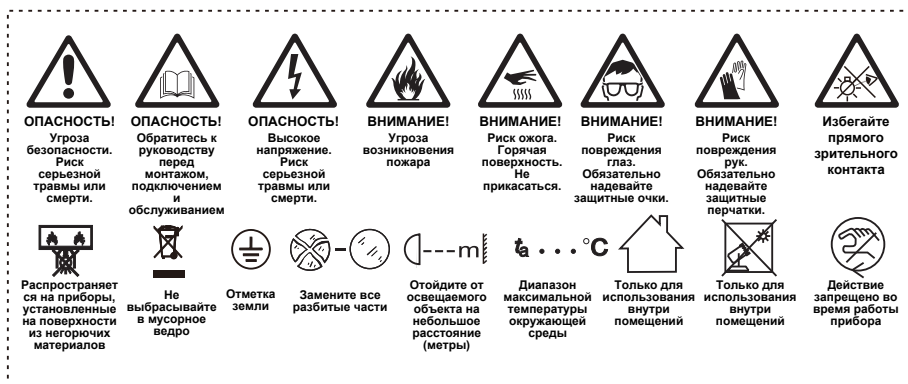 ОПАСНОСТЬ!
Угроза
безопасности.
Риск
серьезной
травмы или
смерти.
ОПАСНОСТЬ!
Обратитесь к
руководству
перед
монтажом,
подключением
и
обслуживанием
ОПАСНОСТЬ!
Высокое
напряжение.
Риск
серьезной
травмы или
смерти.
ВНИМАНИЕ!
Угроза
возникновения
пожара
ВНИМАНИЕ!
Риск ожога.
Горячая
поверхность.
Не
прикасаться.
ВНИМАНИЕ!
Риск
повреждения
глаз.
Обязательно
надевайте
защитные очки.
ВНИМАНИЕ!
Риск
повреждения
рук.
Обязательно
надевайте
защитные
перчатки.
Избегайте
прямого
зрительного
контакта
Распространяет
ся на приборы,
установленные
на поверхности
из негорючих
материалов
Не
выбрасывайте
в мусорное
ведро
Отметка
земли
Замените все
разбитые части
m
Отойдите от
освещаемого
объекта на
небольшое
расстояние
(метры)
ta . . . °C
Диапазон
максимальной
температуры
окружающей
среды
Только для
использования
внутри
помещений
Только для
использования
внутри
помещений
Действие
запрещено во
время работы
прибора